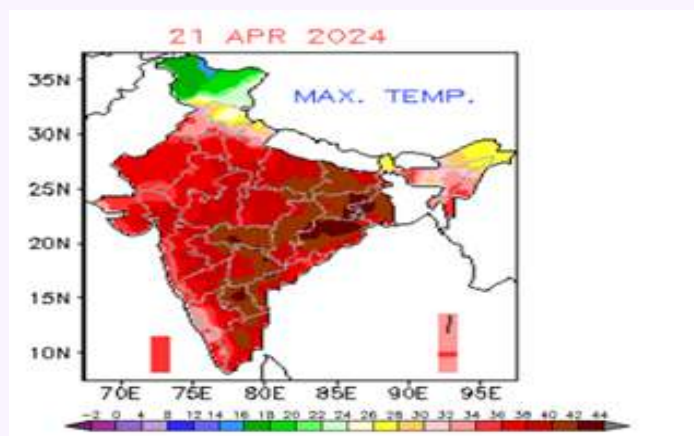 21 APR 2024
MAX. TEMP.
35N
30N
25N
20N
15N
10N
70E 75E 80E 85E 90E 95E
-2 0 4 8 12 14 16 18 20 22 24 26 28 30 32 34 36 38 40 42 44